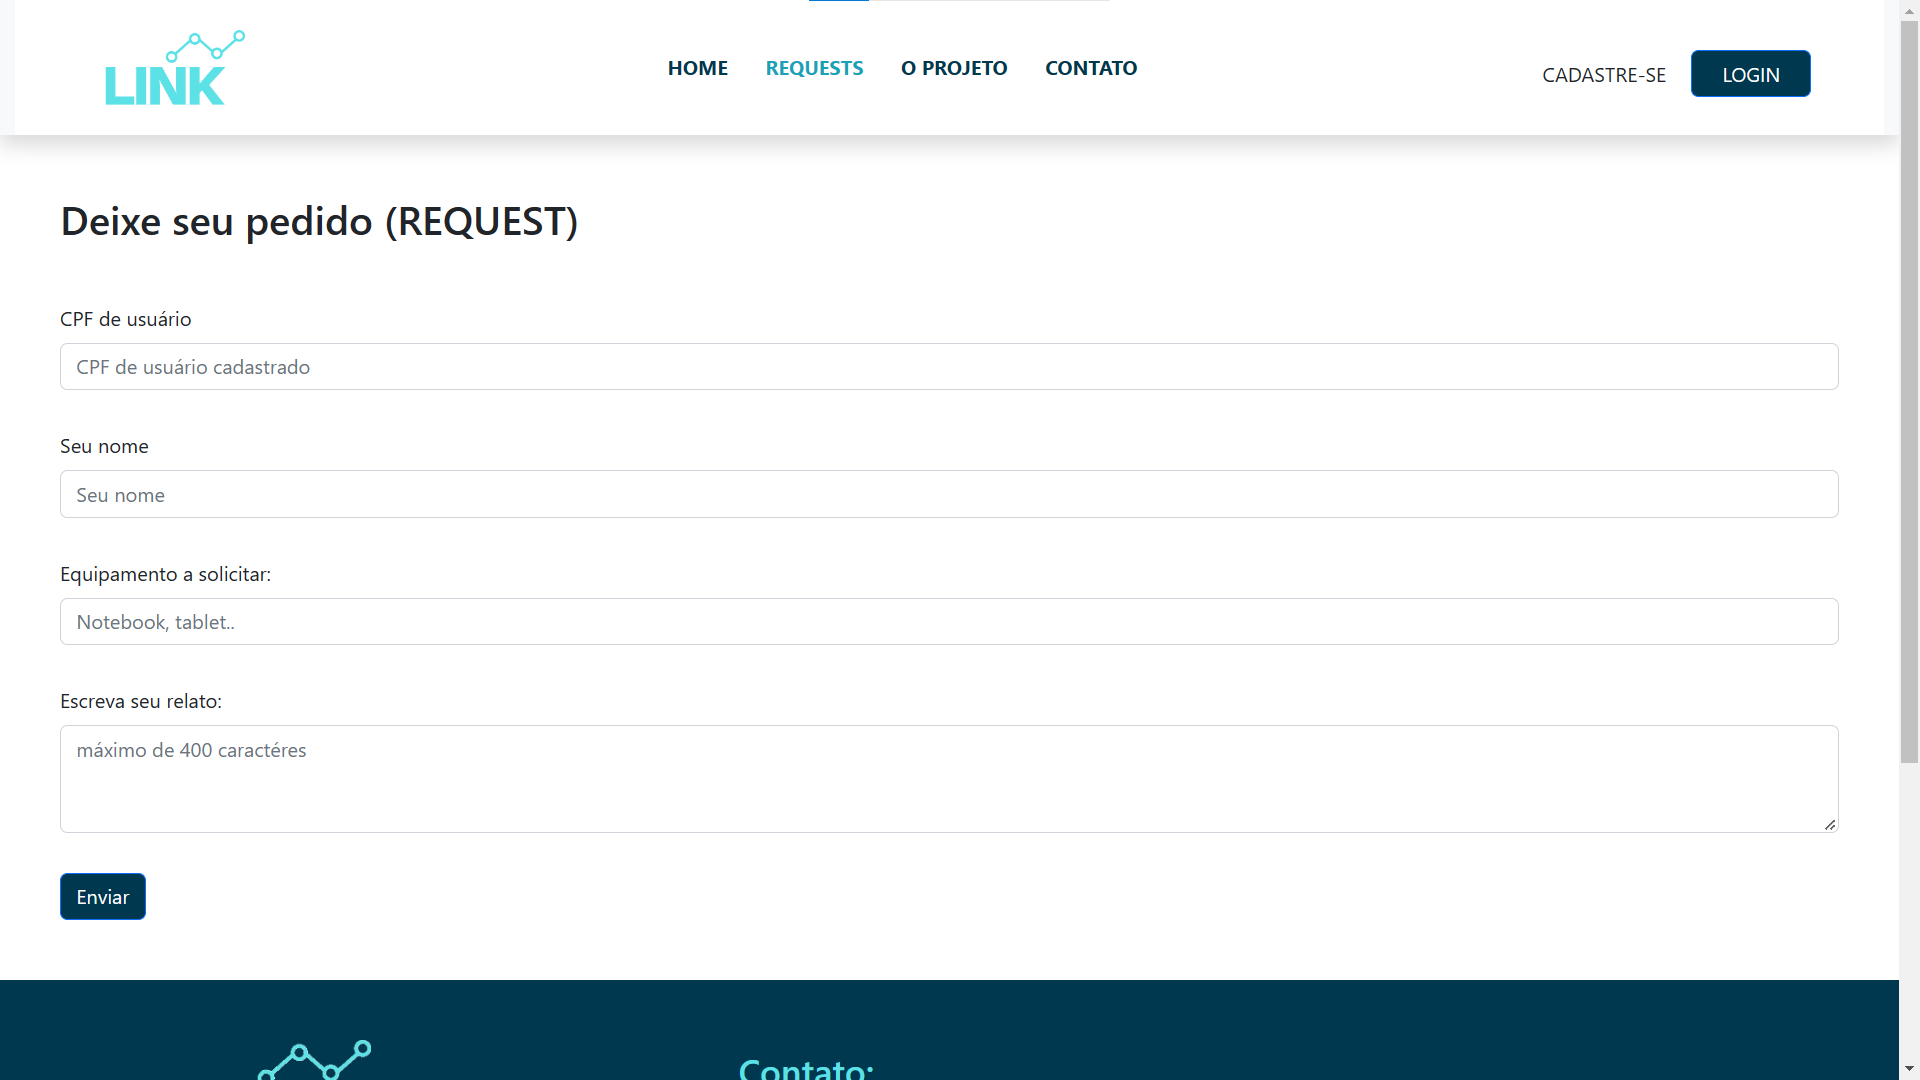 LINK
HOME REQUESTS O PROJETO CONTATO
CADASTRE-SE LOGIN
Deixe seu pedido (REQUEST)
CPF de usuário
CPF de usuário cadastrado
Seu nome
Seu nome
Equipamento a solicitar:
Notebook, tablet..
Escreva seu relato:
máximo de 400 caractéres
Enviar
Contato: